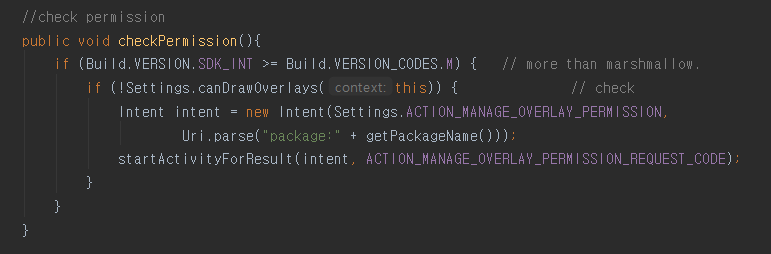 //check permission
public void checkPermission(){
if (Build.VERSION.SDK_INT >= Build.VERSION_CODES.M) {   // more than marshmallow.
if (!Settings.canDrawOverlays( context: this)) {              // check
Intent intent = new Intent(Settings.ACTION_MANAGE_OVERLAY_PERMISSION,
Uri.parse("package:" + getPackageName()));
startActivityForResult(intent, ACTION_MANAGE_OVERLAY_PERMISSION_REQUEST_CODE);
}
}
}